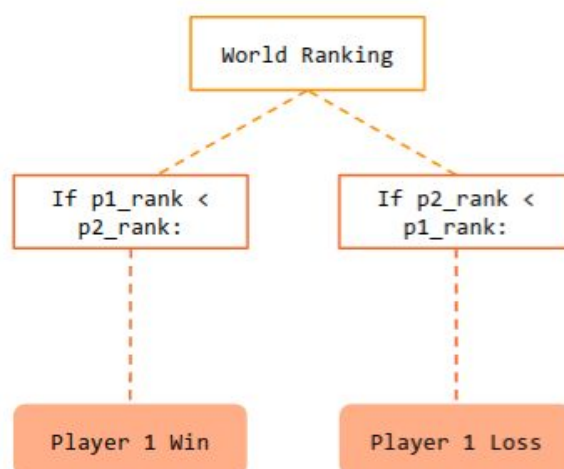 World Ranking
If p1_rank <
p2_rank:
If p2_rank <
p1_rank:
Player 1 Win
Player 1 Loss